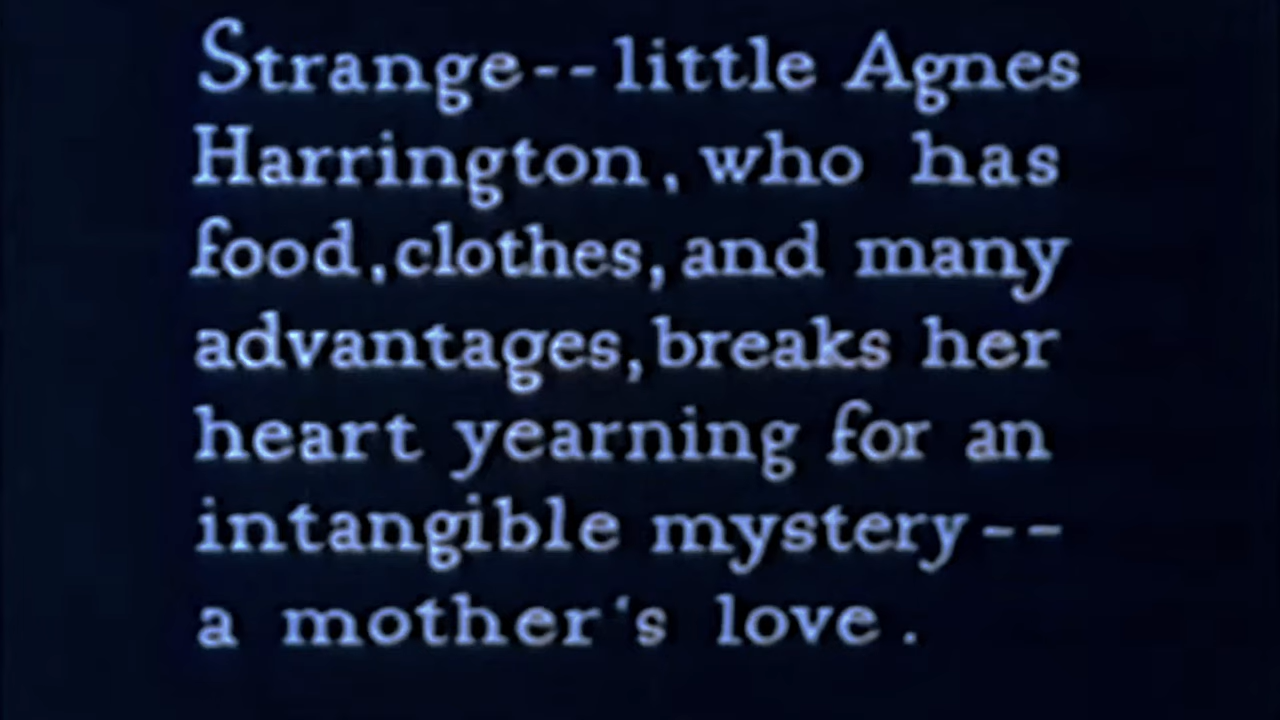 Strange--little Agnes
Harrington, who has
food, clothes, and many
advantages, breaks her
heart yearning for an
intangible mystery--
a mother's love.